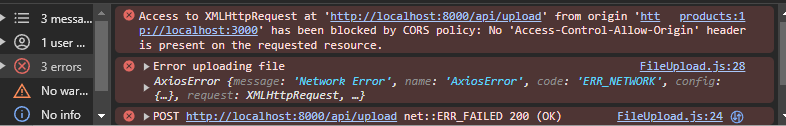 3 messa...
1 user ...
3 errors
No war...
No info
Access to XMLHttpRequest at 'http://localhost:8000/api/upload' from origin 'htt products:1
p://localhost:3000' has been blocked by CORS policy: No 'Access-Control-Allow-Origin' header
is present on the requested resource.
Error uploading file FileUpload.js:28
AxiosError {message: 'Network Error', name: 'AxiosError', code: 'ERR_NETWORK', config:
{…}, request: XMLHttpRequest, …}
POST http://localhost:8000/api/upload net::ERR_FAILED 200 (OK) FileUpload.js:24